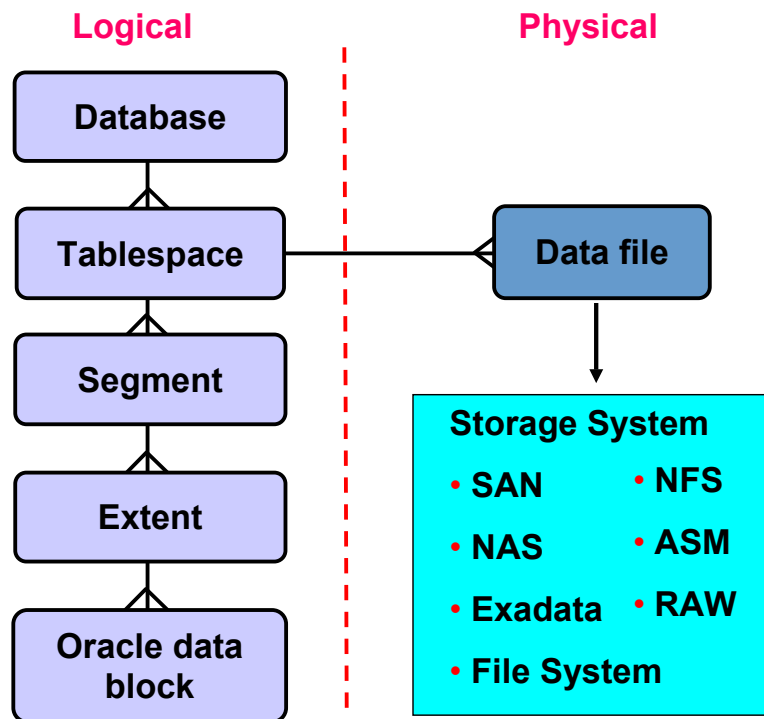 Logical
Physical
Database
Tablespace
Data file
Segment
Extent
Oracle data
block
Storage System
• SAN
• NAS
• Exadata
• File System
• NFS
• ASM
• RAW